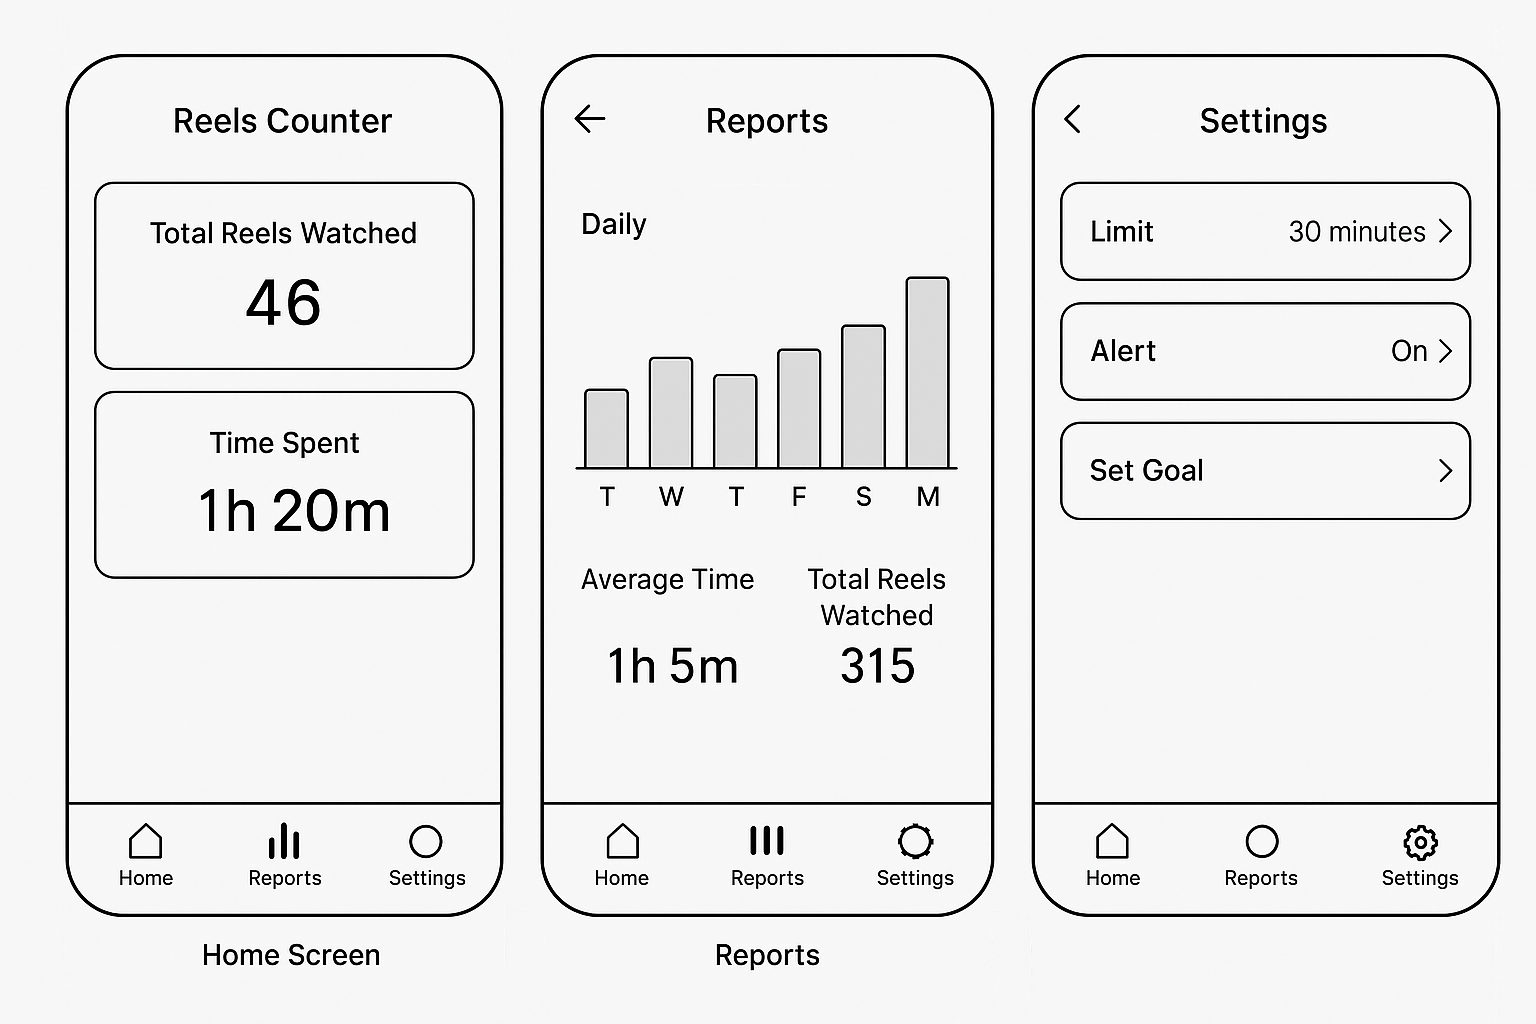 Reels Counter
Total Reels Watched
46
Time Spent
1h 20m
Home
Reports
Settings
Home Screen
Reports
Daily
T W T F S M
Average Time
1h 5m
Total Reels
Watched
315
Home
Reports
Settings
Reports
Settings
Limit 30 minutes
Alert On
Set Goal
Home
Reports
Settings